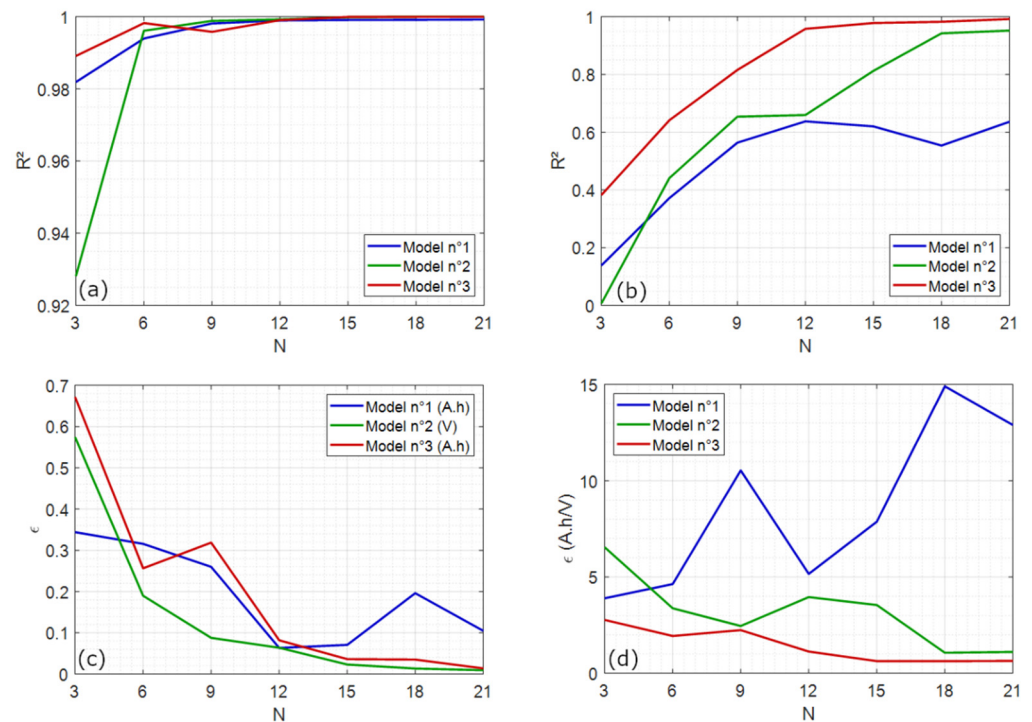 1
0.98
0.96
0.94
0.92
R²
3 6 9 12 15 18 21
N
(a)
Model n°1
Model n°2
Model n°3
1
0.8
0.6
0.4
0.2
0
R²
3 6 9 12 15 18 21
N
(b)
Model n°1
Model n°2
Model n°3
0.7
0.6
0.5
0.4
0.3
0.2
0.1
0
ϵ
3 6 9 12 15 18 21
N
(c)
Model n°1 (A.h)
Model n°2 (V)
Model n°3 (A.h)
15
10
5
0
ϵ (A.h/V)
3 6 9 12 15 18 21
N
(d)
Model n°1
Model n°2
Model n°3